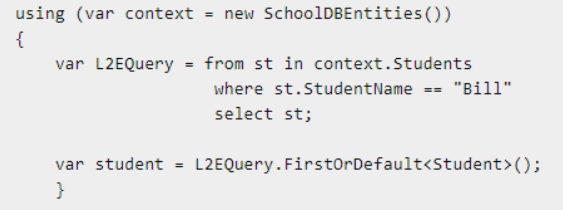 using (var context = new SchoolDBEntities())
{
    var L2EQuery = from st in context.Students
                   where st.StudentName == "Bill"
                   select st;

    var student = L2EQuery.FirstOrDefault<Student>();
    }